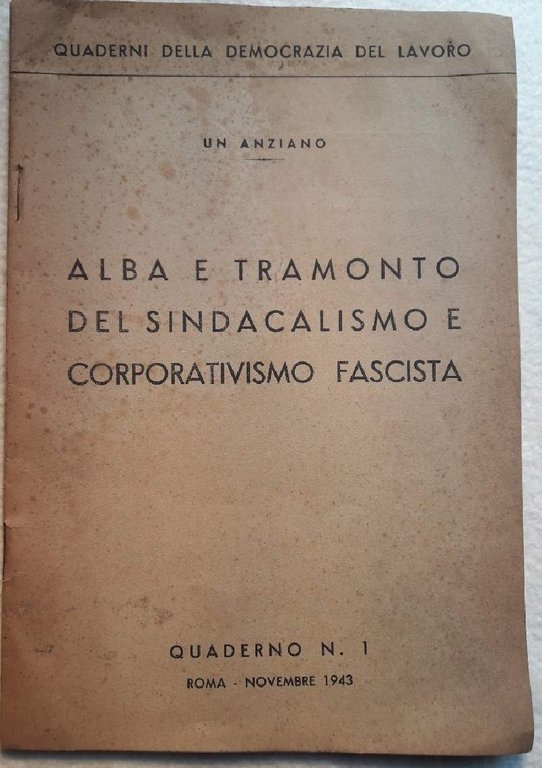 QUADERNI DELLA DEMOCRAZIA DEL LAVORO
UN ANZIANO
ALBA E TRAMONTO
DEL SINDACALISMO E
CORPORATIVISMO FASCISTA
QUADERNO N. 1
ROMA - NOVEMBRE 1943